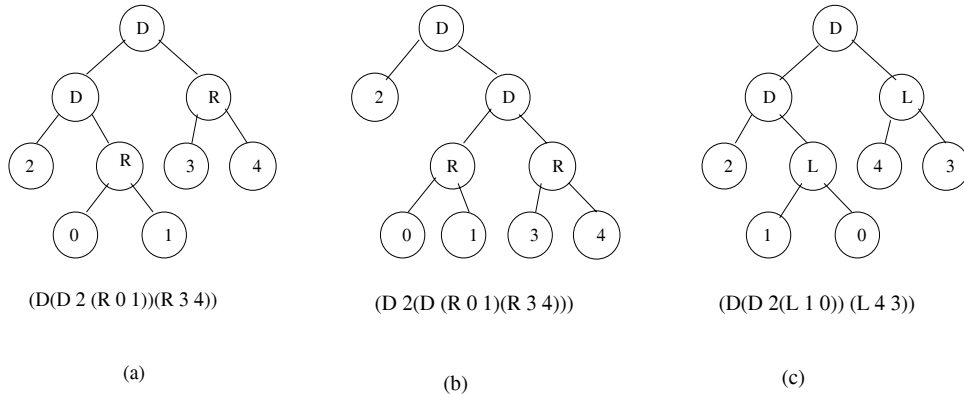 D D D
D R 2 D D L
2 R 3 4 R R 2 L 4 3
0 1 0 1 3 4 1 0
(D(D 2 (R 0 1))(R 3 4)) (D 2(D (R 0 1)(R 3 4))) (D(D 2(L 1 0)) (L 4 3))
(a) (b) (c)